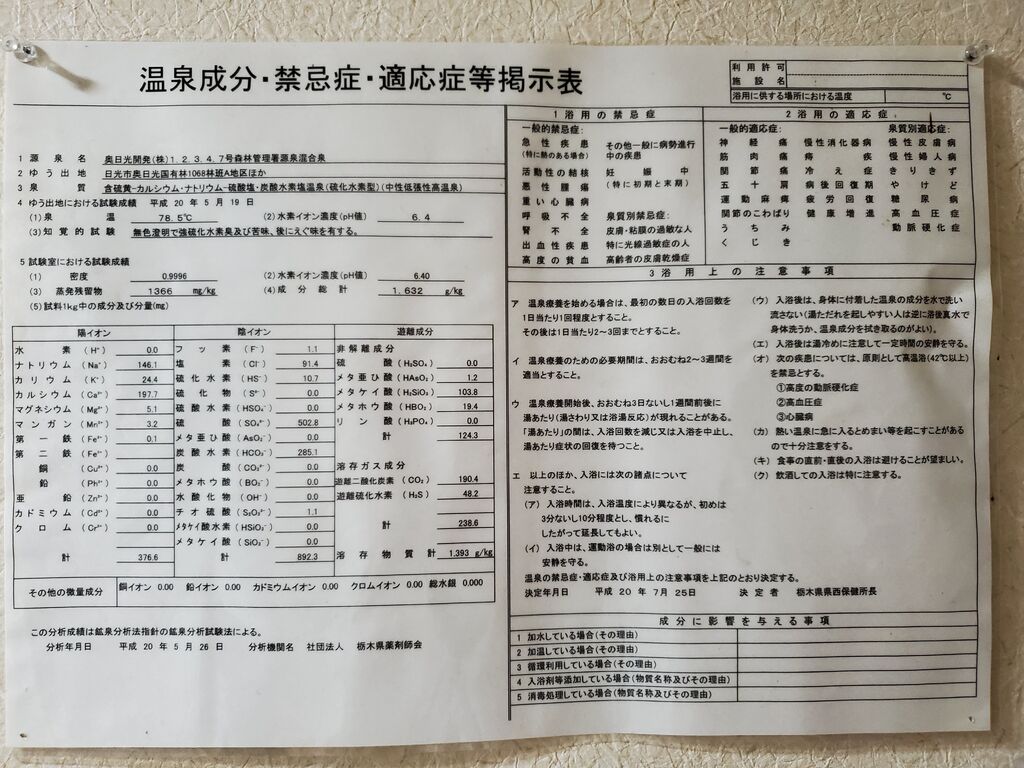 温泉成分・禁忌症・適応症等掲示表
利用許可
施設名
浴用に供する場所における温度 ℃
1 源泉名 奥日光開発(株)1.2.3.4.7号森林管理署源泉混合泉
2 ゆう出地 日光市奥日光国有林1068林班A地区ほか
3 泉質 含硫黄-カルシウム・ナトリウム-硫酸塩・炭酸水素塩温泉(硫化水素型)(中性低張性高温泉)
4 ゆう出地における試験成績 平成 20 年 5 月 19 日
(1)泉温 78.5℃ (2)水素イオン濃度(pH値) 6.4
(3)知覚的試験 無色澄明で強硫化水素臭及び苦味、後にえぐ味を有する。
5 試験室における試験成績
(1) 密度 0.9996 (2)水素イオン濃度(pH値) 6.40
(3) 蒸発残留物 1366 mg/kg (4)成分総計 1.632 g/kg
(5)試料1kg中の成分及び分量(mg)
陽イオン 陰イオン 遊離成分
水素 (H⁺) 0.0 フッ素 (F⁻) 1.1 非解離成分
ナトリウム (Na⁺) 146.1 塩素 (Cl⁻) 91.4 硫酸 (H₂SO₄) 0.0
カリウム (K⁺) 24.4 硫化水素 (HS⁻) 10.7 メタ亜ひ酸 (HAsO₂) 1.2
カルシウム (Ca²⁺) 197.7 硫化物 (S²⁻) 0.0 メタケイ酸 (H₂SiO₃) 103.8
マグネシウム (Mg²⁺) 5.1 硫酸水素 (HSO₄⁻) 0.0 メタホウ酸 (HBO₂) 19.4
マンガン (Mn²⁺) 3.2 硫酸 (SO₄²⁻) 502.8 リン酸 (H₃PO₄) 0.0
第一鉄 (Fe²⁺) 0.1 メタ亜ヒ酸 (AsO₂⁻) 0.0 計 124.3
第二鉄 (Fe³⁺) 炭酸水素 (HCO₃⁻) 285.1
銅 (Cu²⁺) 0.0 炭酸 (CO₃²⁻) 0.0 溶存ガス成分
鉛 (Pb²⁺) 0.0 メタホウ酸 (BO₂⁻) 0.0 遊離二酸化炭素 (CO₂) 190.4
亜鉛 (Zn²⁺) 0.0 水酸化物 (OH⁻) 0.0 遊離硫化水素 (H₂S) 48.2
カドミウム (Cd²⁺) 0.0 チオ硫酸 (S₂O₃²⁻) 1.1
クロム (Cr³⁺) 0.0 メタケイ酸水素 (HSiO₃⁻) 0.0 計 238.6
メタケイ酸 (SiO₃²⁻) 0.0
計 376.6 計 892.3 溶存物質計 1.393 g/kg
その他の微量成分 銅イオン 0.00 鉛イオン 0.00 カドミウムイオン 0.00 クロムイオン 0.00 総水銀 0.000
この分析成績は鉱泉分析法指針の鉱泉分析試験法による。
分析年月日 平成 20 年 5 月 26 日 分析機関名 社団法人 栃木県薬剤師会
1 浴用の禁忌症
一般的禁忌症:
急性疾患 その他一般に病勢進行
(特に熱のある場合) 中の疾患
活動性の結核 妊娠中
悪性腫瘍 (特に初期と末期)
重い心臓病
呼吸不全 泉質別禁忌症:
腎不全 皮膚・粘膜の過敏な人
出血性疾患 特に光線過敏症の人
高度の貧血 高齢者の皮膚乾燥症
2 浴用の適応症
一般的適応症: 泉質別適応症:
神経痛 慢性消化器病 慢性皮膚病
筋肉痛 痔疾 慢性婦人病
関節痛 冷え症 きりきず
五十肩 病後回復期 やけど
運動麻痺 疲労回復 糖尿病
関節のこわばり 健康増進 高血圧症
うちみ 動脈硬化症
くじき
3 浴用上の注意事項
ア 温泉療養を始める場合は、最初の数日の入浴回数を
1日当たり1回程度とすること。
その後は1日当たり2~3回までとすること。
イ 温泉療養のための必要期間は、おおむね2~3週間を
適当とすること。
ウ 温泉療養開始後、おおむね3日ないし1週間前後に
湯あたり(湯さわり又は浴湯反応)が現れることがある。
「湯あたり」の間は、入浴回数を減じ又は入浴を中止し、
湯あたり症状の回復を待つこと。
エ 以上のほか、入浴には次の諸点について
注意すること。
(ア) 入浴時間は、入浴温度により異なるが、初めは
3分ないし10分程度とし、慣れるに
したがって延長してもよい。
(イ) 入浴中は、運動浴の場合は別として一般には
安静を守る。
(ウ) 入浴後は、身体に付着した温泉の成分を水で洗い
流さない(湯ただれを起しやすい人は逆に浴後真水で
身体洗うか、温泉成分を拭き取るのがよい)。
(エ) 入浴後は湯冷めに注意して一定時間の安静を守る。
(オ) 次の疾患については、原則として高温浴(42℃以上)
を禁忌とする。
①高度の動脈硬化症
②高血圧症
③心臓病
(カ) 熱い温泉に急に入るとめまい等を起こすことがある
ので十分注意をする。
(キ) 食事の直前・直後の入浴は避けることが望ましい。
(ク) 飲酒しての入浴は特に注意する。
温泉の禁忌症・適応症及び浴用上の注意事項を上記のとおり決定する。
決定年月日 平成 20 年 7 月 25日 決定者 栃木県県西保健所長
成分に影響を与える事項
1 加水している場合(その理由)
2 加温している場合(その理由)
3 循環利用している場合(その理由)
4 入浴剤等添加している場合(物質名称及びその理由)
5 消毒処理している場合(物質名称及びその理由)